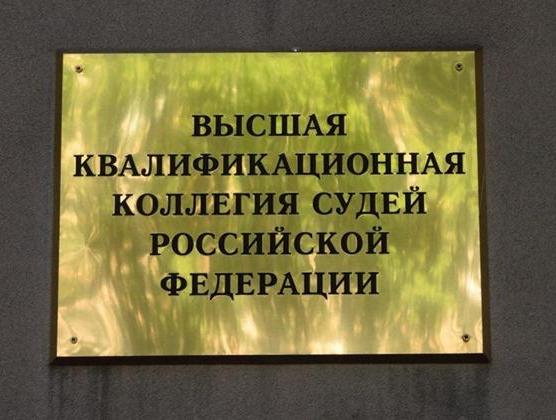 ВЫСШАЯ
КВАЛИФИКАЦИОННАЯ
КОЛЛЕГИЯ СУДЕЙ
РОССИЙСКОЙ
ФЕДЕРАЦИИ